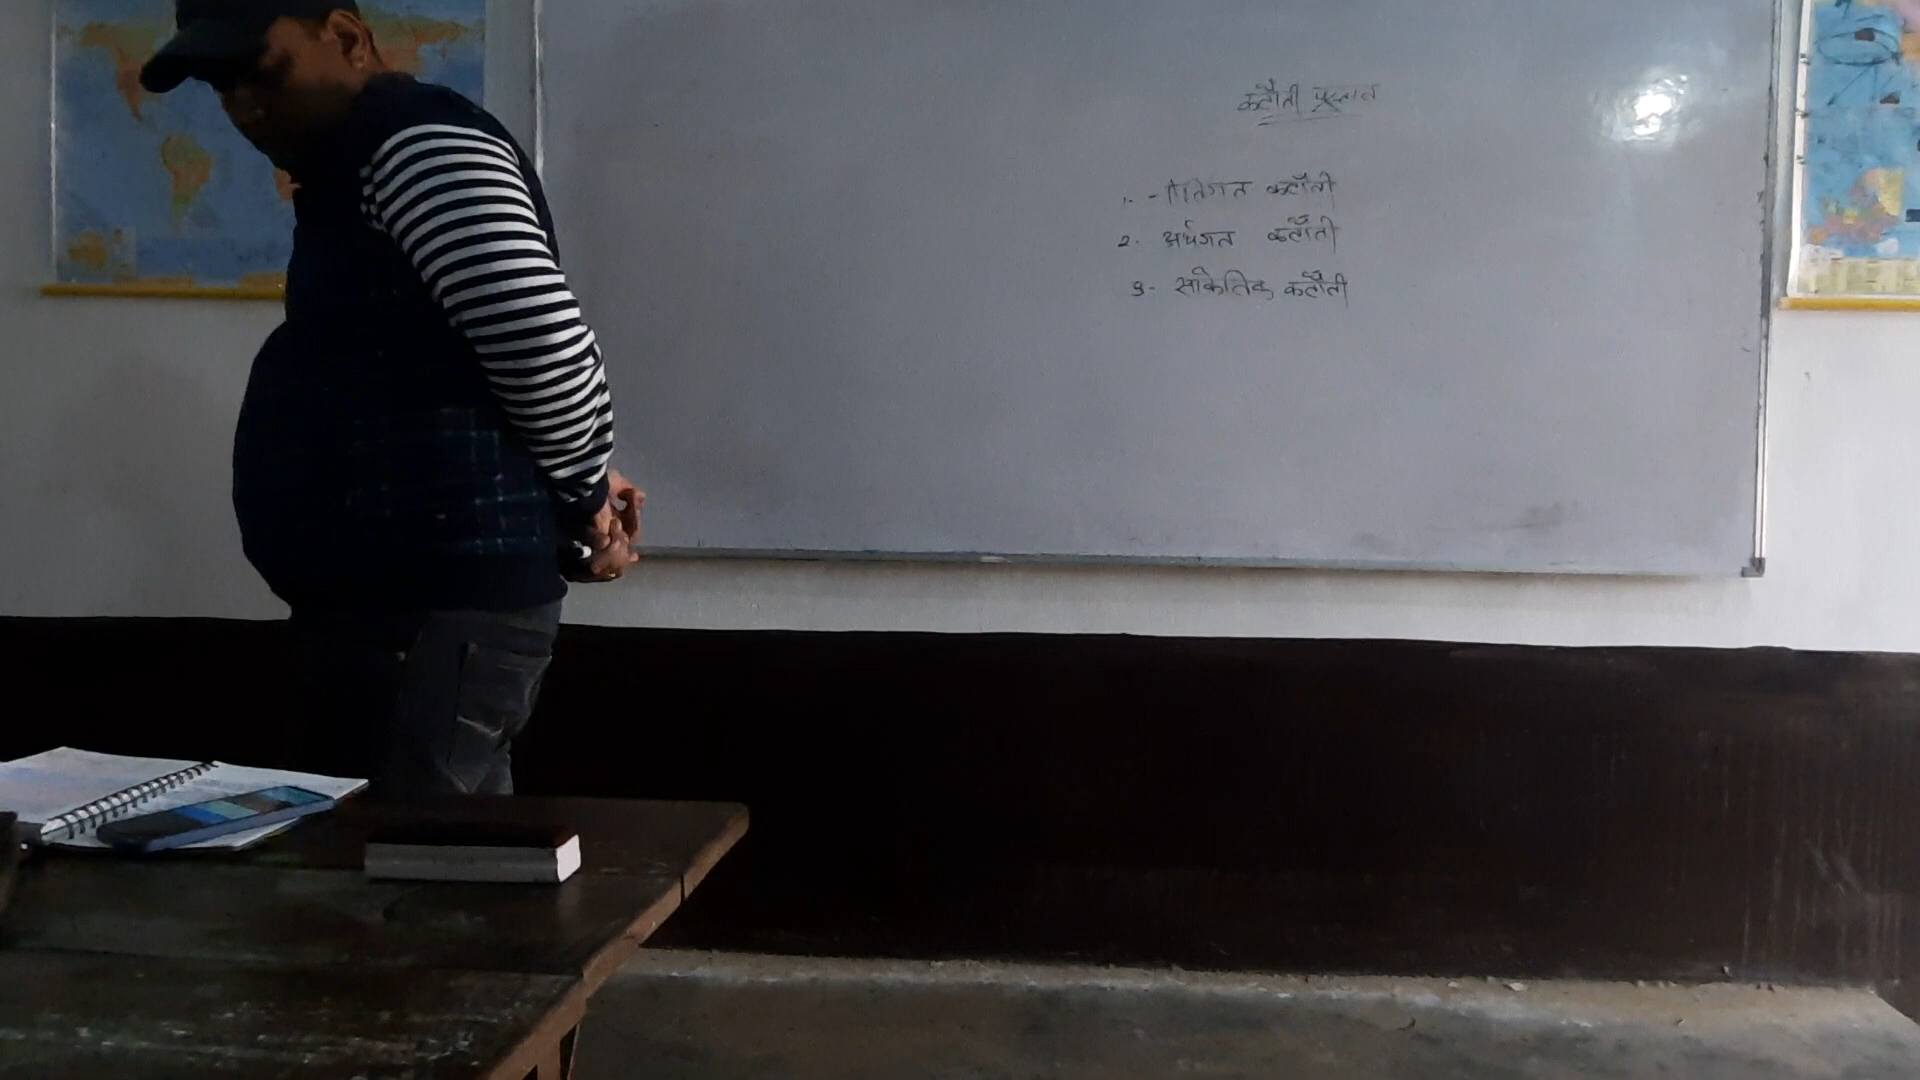 कटौती प्रस्ताव
1. नीतिगत कटौती
2. अर्थगत कटौती
3- सांकेतिक कटौती